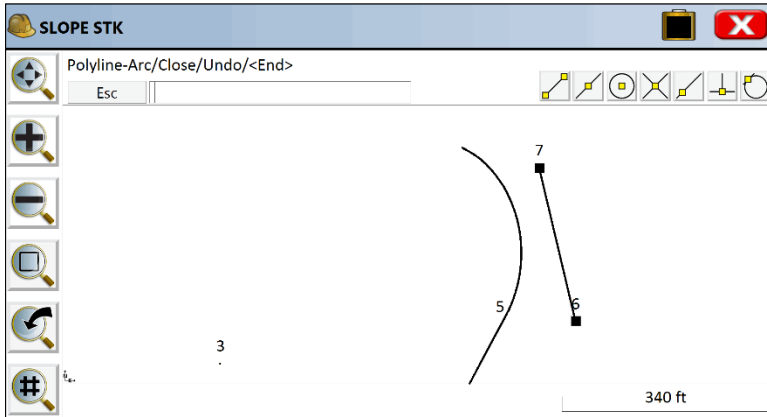 SLOPE STK
Polyline-Arc/Close/Undo/<End>
Esc
7
5
6
3
340 ft